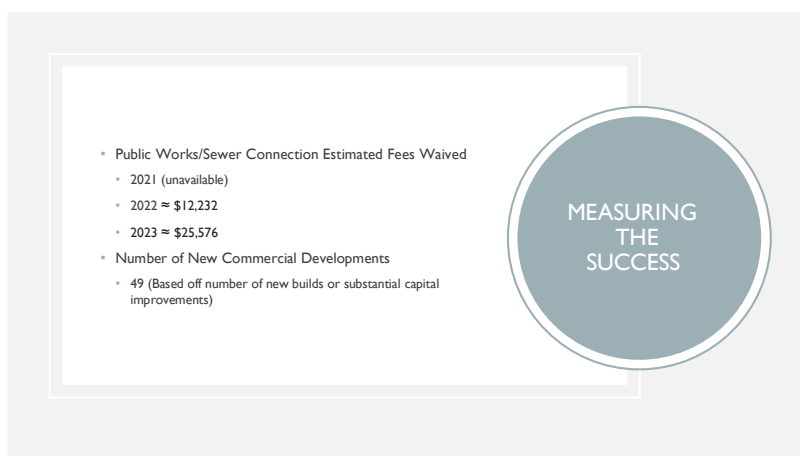 • Public Works/Sewer Connection Estimated Fees Waived
• 2021 (unavailable)
• 2022 ≈ $12,232
• 2023 ≈ $25,576
• Number of New Commercial Developments
• 49 (Based off number of new builds or substantial capital
improvements)
MEASURING
THE
SUCCESS